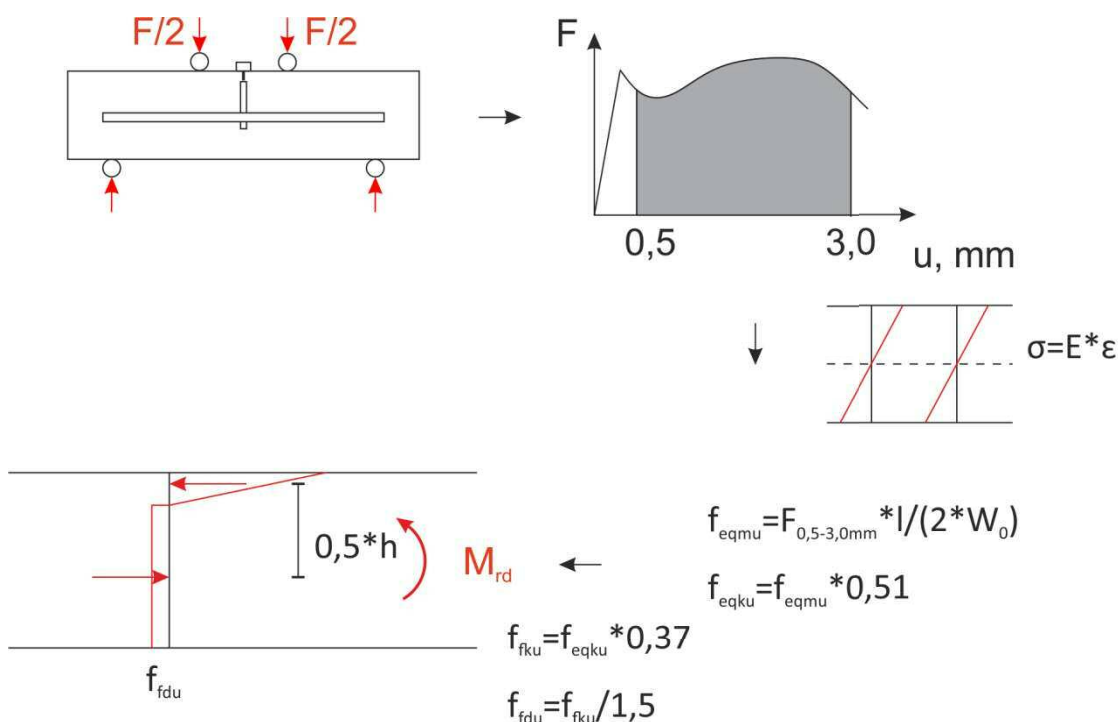 F/2 F/2
F
0,5 3,0
u, mm
σ=E*ε
0,5*h
M_rd
f_eqmu=F_0,5-3,0mm*l/(2*W_0)
f_eqku=f_eqmu*0,51
f_fku=f_eqku*0,37
f_fdu
f_fdu=f_fku/1,5